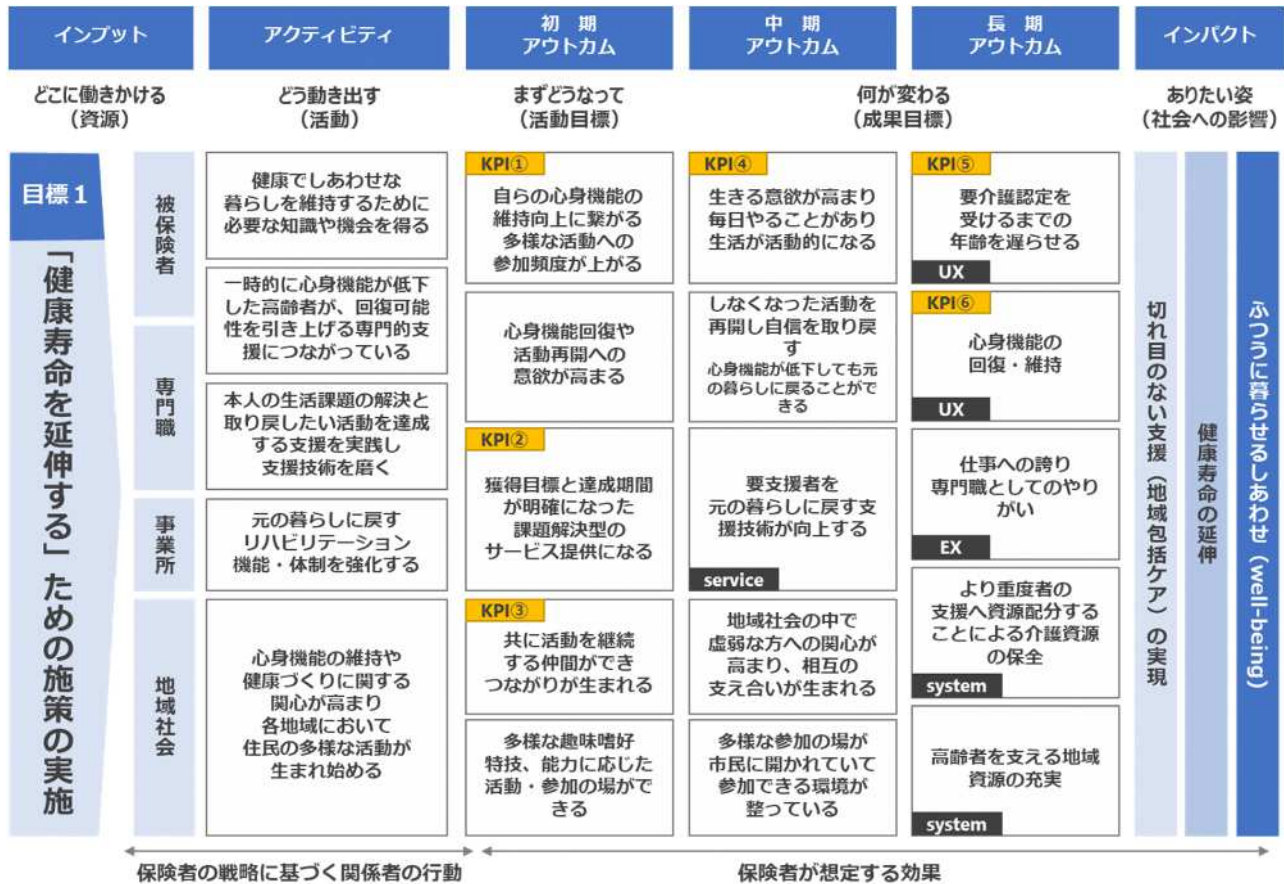 インプット
アクティビティ
初 期
アウトカム
中 期
アウトカム
長 期
アウトカム
インパクト
どこに働きかける
（資源）
どう動き出す
（活動）
まずどうなって
（活動目標）
何が変わる
（成果目標）
ありたい姿
（社会への影響）
目標１
「健康寿命を延伸する」ための施策の実施
被保険者
専門職
事業所
地域社会
健康でしあわせな
暮らしを維持するために
必要な知識や機会を得る
一時的に心身機能が低下
した高齢者が、回復可能
性を引き上げる専門的支
援につながっている
本人の生活課題の解決と
取り戻したい活動を達成
する支援を実践し
支援技術を磨く
元の暮らしに戻す
リハビリテーション
機能・体制を強化する
心身機能の維持や
健康づくりに関する
関心が高まり
各地域において
住民の多様な活動が
生まれ始める
KPI①
自らの心身機能の
維持向上に繋がる
多様な活動への
参加頻度が上がる
心身機能回復や
活動再開への
意欲が高まる
KPI②
獲得目標と達成期間
が明確になった
課題解決型の
サービス提供になる
KPI③
共に活動を継続
する仲間ができ
つながりが生まれる
多様な趣味嗜好
特技、能力に応じた
活動・参加の場がで
きる
KPI④
生きる意欲が高まり
毎日やることがあり
生活が活動的になる
しなくなった活動を
再開し自信を取り戻
す
心身機能が低下しても元
の暮らしに戻ることがで
きる
要支援者を
元の暮らしに戻す支
援技術が向上する
service
地域社会の中で
虚弱な方への関心が
高まり、相互の
支え合いが生まれる
多様な参加の場が
市民に開かれていて
参加できる環境が
整っている
KPI⑤
要介護認定を
受けるまでの
年齢を遅らせる
UX
KPI⑥
心身機能の
回復・維持
UX
仕事への誇り
専門職としてのやり
がい
EX
より重度者の
支援へ資源配分する
ことによる介護資源
の保全
system
高齢者を支える地域
資源の充実
system
切れ目のない支援（地域包括ケア）の実現
健康寿命の延伸
ふつうに暮らせるしあわせ（well-being）
保険者の戦略に基づく関係者の行動
保険者が想定する効果